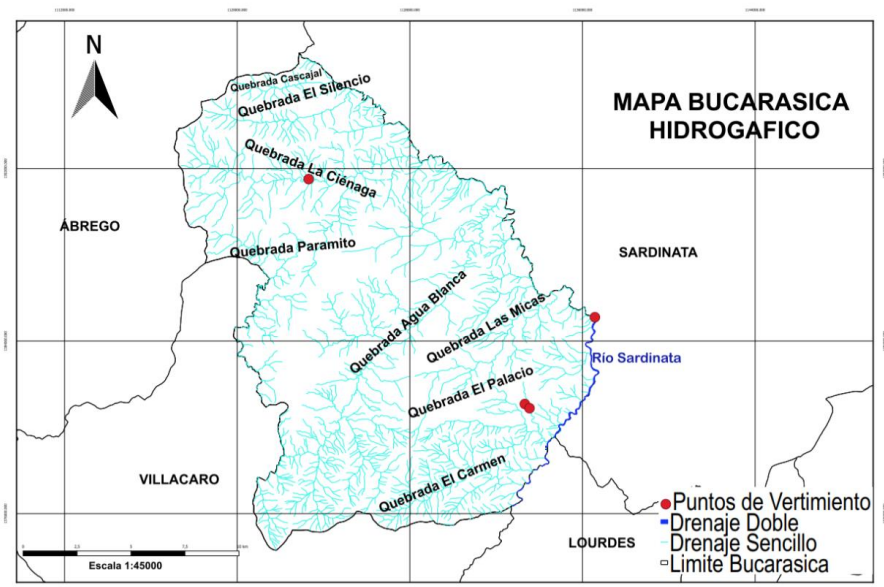 N
MAPA BUCARASICA
HIDROGAFICO
Quebrada Cascajal
Quebrada El Silencio
Quebrada La Ciénaga
ÁBREGO
Quebrada Paramito
SARDINATA
Quebrada Agua Blanca
Quebrada Las Micas
Río Sardinata
Quebrada El Palacio
VILLACARO
Quebrada El Carmen
LOURDES
Puntos de Vertimiento
Drenaje Doble
Drenaje Sencillo
Limite Bucarasica
Escala 1:45000